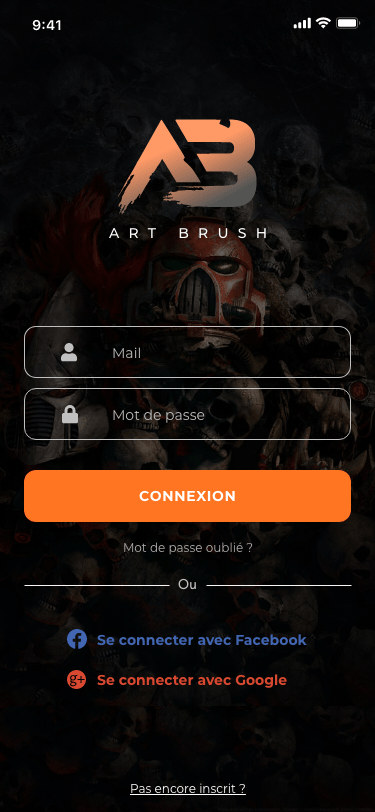 9:41
AB
ART BRUSH
Mail
Mot de passe
CONNEXION
Mot de passe oublié ?
Ou
Se connecter avec Facebook
g+ Se connecter avec Google
Pas encore inscrit ?